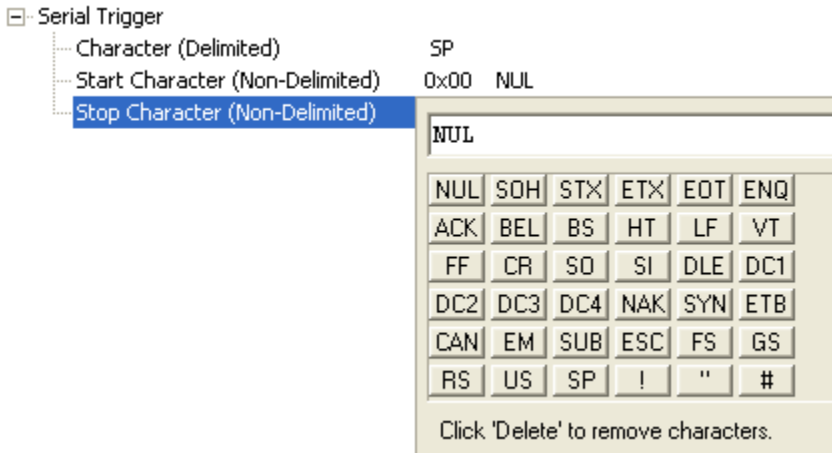 Serial Trigger
Character (Delimited) SP
Start Character (Non-Delimited) 0x00 NUL
Stop Character (Non-Delimited)
NUL
NUL SOH STX ETX EOT ENQ
ACK BEL BS HT LF VT
FF CR SO SI DLE DC1
DC2 DC3 DC4 NAK SYN ETB
CAN EM SUB ESC FS GS
RS US SP ! " #
Click 'Delete' to remove characters.